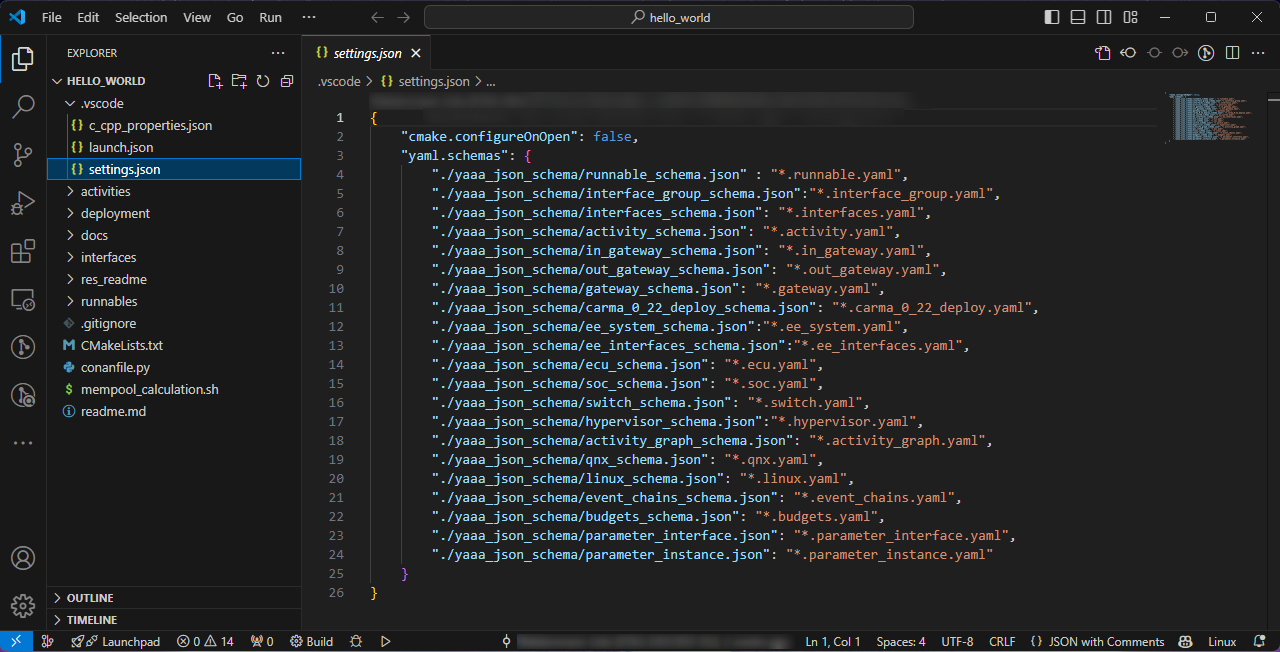 File Edit Selection View Go Run ··· hello_world
EXPLORER ···
HELLO_WORLD
.vscode
{} c_cpp_properties.json
{} launch.json
{} settings.json
activities
deployment
docs
interfaces
res_readme
runnables
.gitignore
CMakeLists.txt
conanfile.py
$ mempool_calculation.sh
readme.md
OUTLINE
TIMELINE
{} settings.json
.vscode > {} settings.json > ...
1 {
2 "cmake.configureOnOpen": false,
3 "yaml.schemas": {
4 "./yaaa_json_schema/runnable_schema.json" : "*.runnable.yaml",
5 "./yaaa_json_schema/interface_group_schema.json":"*.interface_group.yaml",
6 "./yaaa_json_schema/interfaces_schema.json": "*.interfaces.yaml",
7 "./yaaa_json_schema/activity_schema.json": "*.activity.yaml",
8 "./yaaa_json_schema/in_gateway_schema.json": "*.in_gateway.yaml",
9 "./yaaa_json_schema/out_gateway_schema.json": "*.out_gateway.yaml",
10 "./yaaa_json_schema/gateway_schema.json": "*.gateway.yaml",
11 "./yaaa_json_schema/carma_0_22_deploy_schema.json": "*.carma_0_22_deploy.yaml",
12 "./yaaa_json_schema/ee_system_schema.json":"*.ee_system.yaml",
13 "./yaaa_json_schema/ee_interfaces_schema.json":"*.ee_interfaces.yaml",
14 "./yaaa_json_schema/ecu_schema.json": "*.ecu.yaml",
15 "./yaaa_json_schema/soc_schema.json": "*.soc.yaml",
16 "./yaaa_json_schema/switch_schema.json": "*.switch.yaml",
17 "./yaaa_json_schema/hypervisor_schema.json":"*.hypervisor.yaml",
18 "./yaaa_json_schema/activity_graph_schema.json": "*.activity_graph.yaml",
19 "./yaaa_json_schema/qnx_schema.json": "*.qnx.yaml",
20 "./yaaa_json_schema/linux_schema.json": "*.linux.yaml",
21 "./yaaa_json_schema/event_chains_schema.json": "*.event_chains.yaml",
22 "./yaaa_json_schema/budgets_schema.json": "*.budgets.yaml",
23 "./yaaa_json_schema/parameter_interface.json": "*.parameter_interface.yaml",
24 "./yaaa_json_schema/parameter_instance.json": "*.parameter_instance.yaml"
25 }
26 }
Launchpad 0 14 0 Build Ln 1, Col 1 Spaces: 4 UTF-8 CRLF {} JSON with Comments Linux